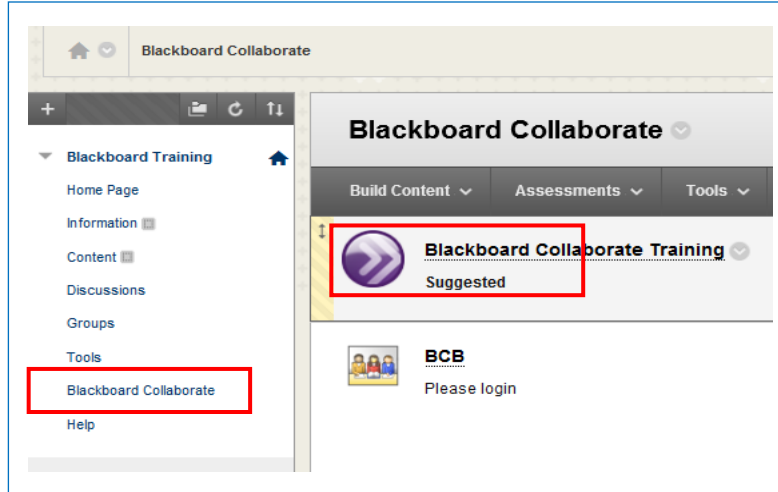 Blackboard Collaborate
Blackboard Training
Home Page
Information
Content
Discussions
Groups
Tools
Blackboard Collaborate
Help
Blackboard Collaborate
Build Content Assessments Tools
Blackboard Collaborate Training
Suggested
BCB
Please login